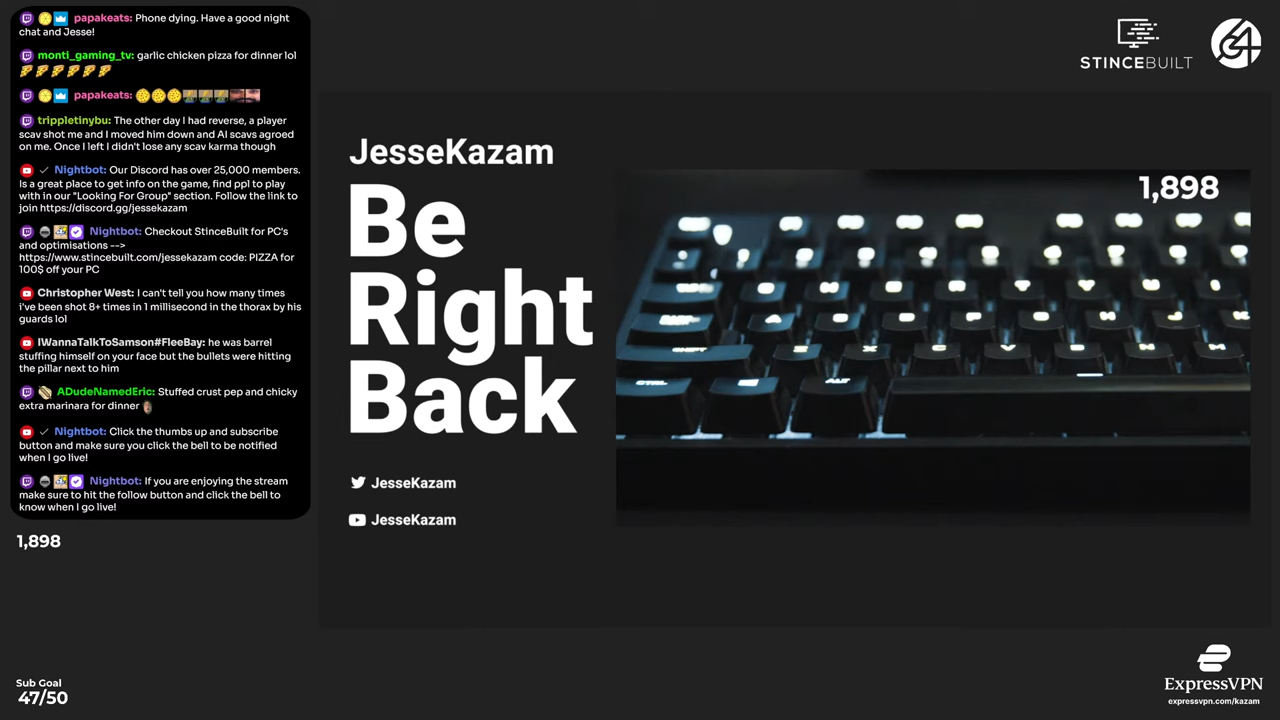 papakeats: Phone dying. Have a good night
chat and Jesse!
monti_gaming_tv: garlic chicken pizza for dinner lol
papakeats:
trippletinybu: The other day I had reverse, a player
scav shot me and I moved him down and AI scavs agroed
on me. Once I left I didn't lose any scav karma though
Nightbot: Our Discord has over 25,000 members.
Is a great place to get info on the game, find ppl to play
with in our "Looking For Group" section. Follow the link to
join https://discord.gg/jessekazam
Nightbot: Checkout StinceBuilt for PC's
and optimisations -->
https://www.stincebuilt.com/jessekazam code: PIZZA for
100$ off your PC
Christopher West: I can't tell you how many times
i've been shot 8+ times in 1 millisecond in the thorax by his
guards lol
IWannaTalkToSamson#FleeBay: he was barrel
stuffing himself on your face but the bullets were hitting
the pillar next to him
ADudeNamedEric: Stuffed crust pep and chicky
extra marinara for dinner
Nightbot: Click the thumbs up and subscribe
button and make sure you click the bell to be notified
when I go live!
Nightbot: If you are enjoying the stream
make sure to hit the follow button and click the bell to
know when I go live!
1,898
Sub Goal
47/50
JesseKazam
Be
Right
Back
JesseKazam
JesseKazam
1,898
STINCEBUILT
G4
CTRL
ALT
ExpressVPN
expressvpn.com/kazam